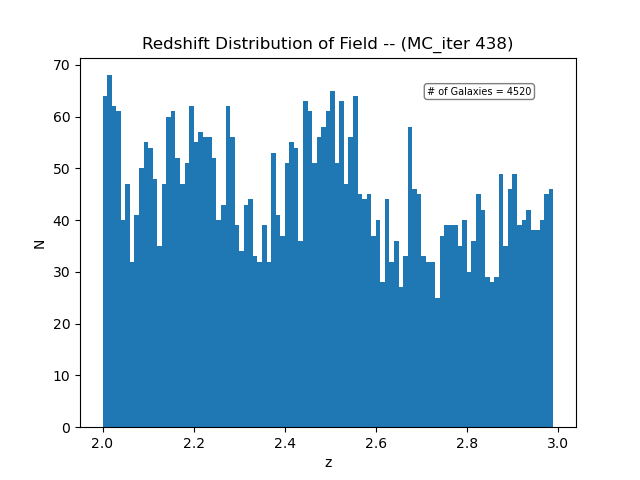 Redshift Distribution of Field -- (MC_iter 438)
# of Galaxies = 4520
70
60
50
40
30
20
10
0
N
2.0 2.2 2.4 2.6 2.8 3.0
z